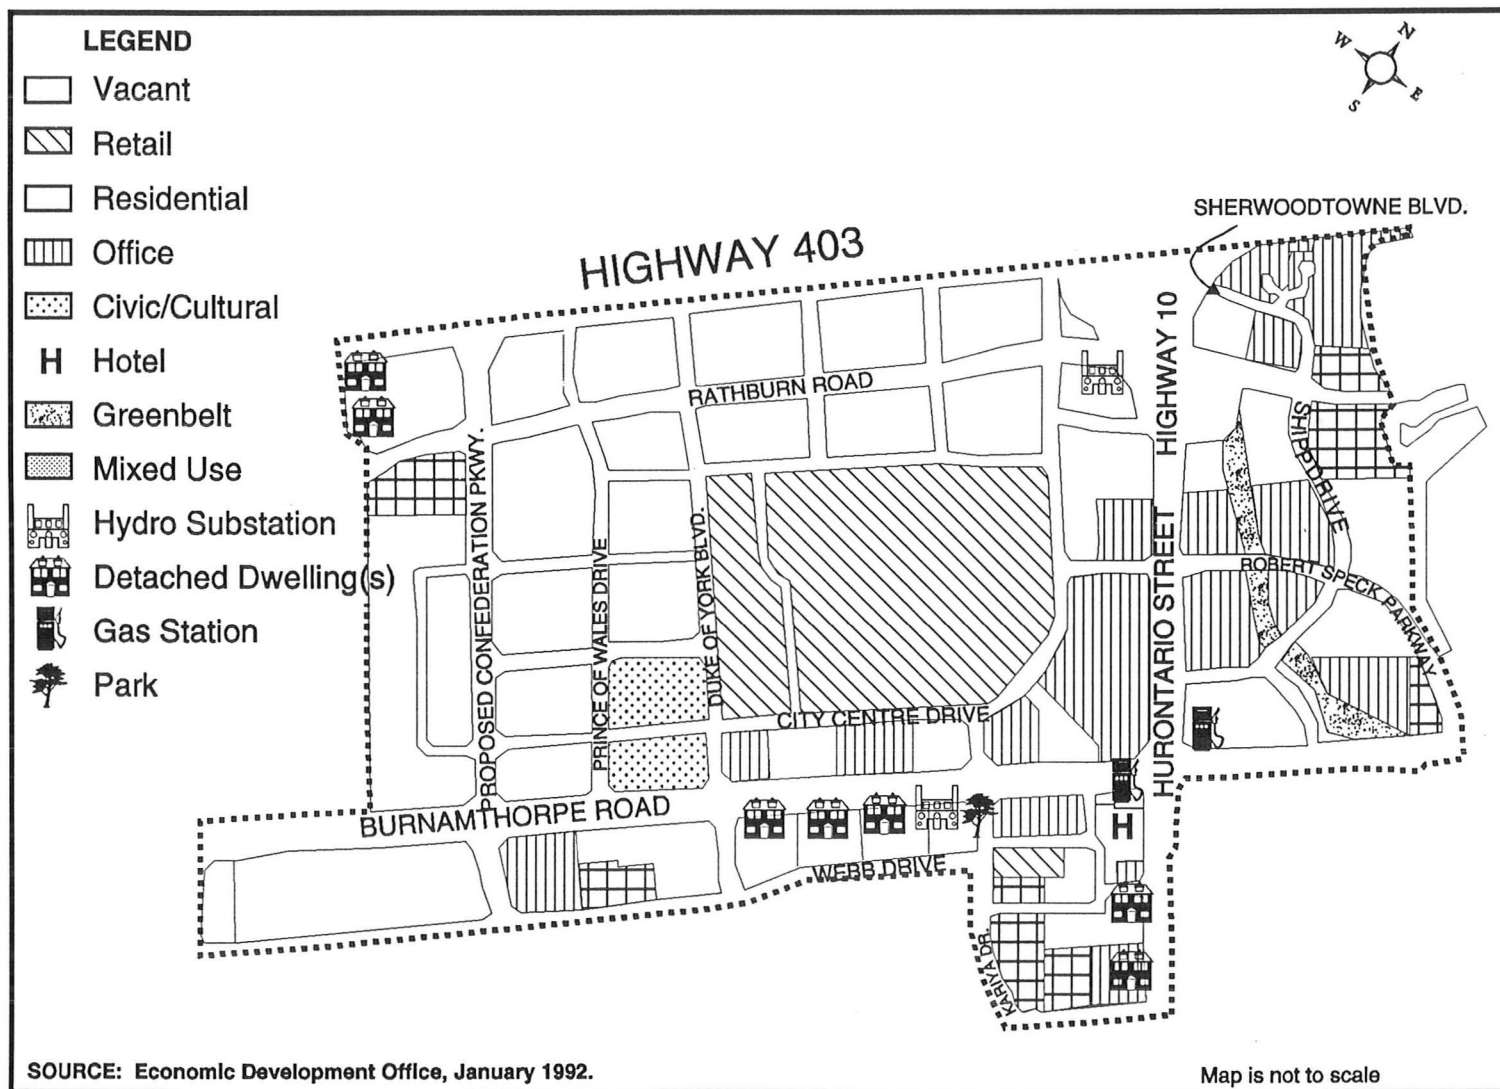 LEGEND
Vacant
Retail
Residential
Office
Civic/Cultural
H Hotel
Greenbelt
Mixed Use
Hydro Substation
Detached Dwelling(s)
Gas Station
Park
N
W
E
S
SHERWOODTOWNE BLVD.
HIGHWAY 403
HIGHWAY 10
RATHBURN ROAD
SHIPP DRIVE
PROPOSED CONFEDERATION PKWY.
PRINCE OF WALES DRIVE
DUKE OF YORK BLVD.
HURONTARIO STREET
ROBERT SPECK PARKWAY
CITY CENTRE DRIVE
BURNAMTHORPE ROAD
H
WEBB DRIVE
KARIYA DR.
SOURCE: Economic Development Office, January 1992.
Map is not to scale